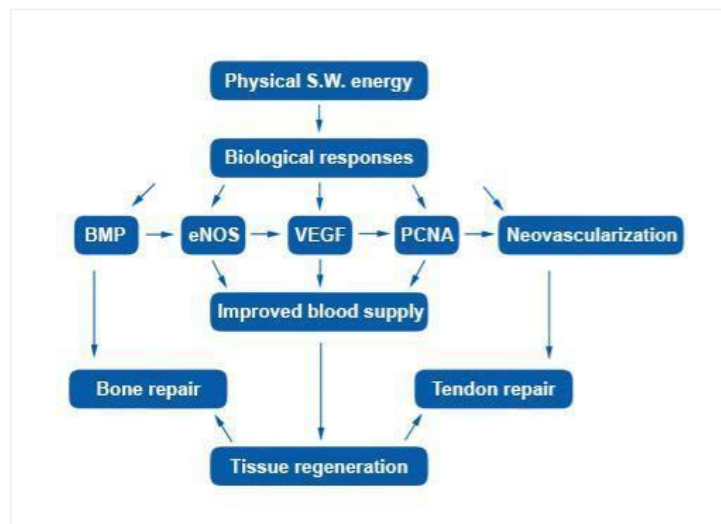 Physical S.W. energy
Biological responses
BMP
eNOS
VEGF
PCNA
Neovascularization
Improved blood supply
Bone repair
Tendon repair
Tissue regeneration